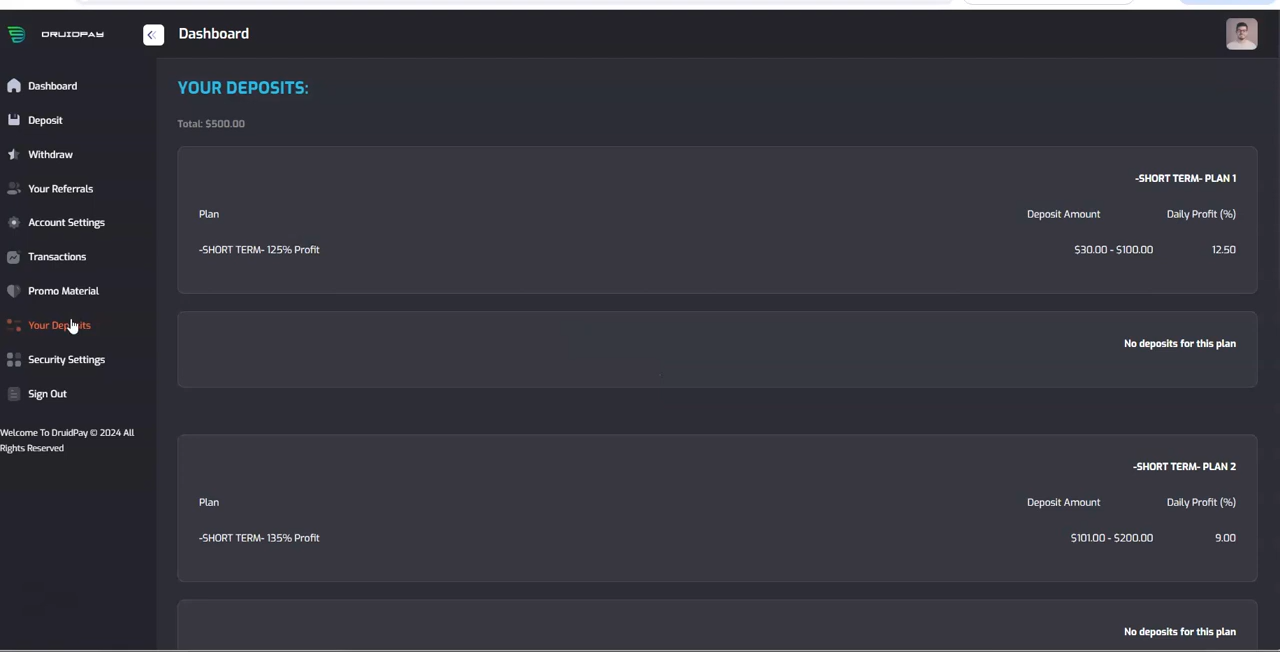 DRUIDPAY
Dashboard
Dashboard
Deposit
Withdraw
Your Referrals
Account Settings
Transactions
Promo Material
Your Deposits
Security Settings
Sign Out
Welcome To DruidPay © 2024 All
Rights Reserved
YOUR DEPOSITS:
Total: $500.00
-SHORT TERM- PLAN 1
Plan Deposit Amount Daily Profit (%)
-SHORT TERM- 125% Profit $30.00 - $100.00 12.50
No deposits for this plan
-SHORT TERM- PLAN 2
Plan Deposit Amount Daily Profit (%)
-SHORT TERM- 135% Profit $101.00 - $200.00 9.00
No deposits for this plan